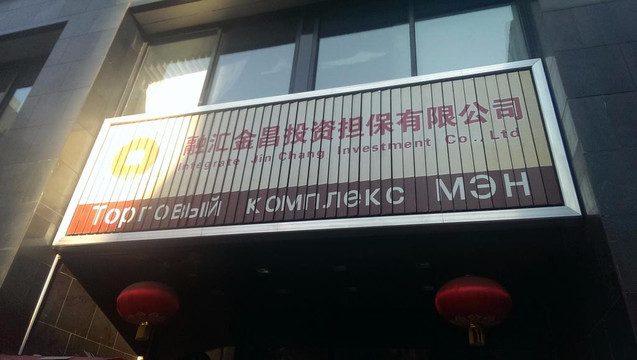 融汇金昌投资担保有限公司
Integrate Jin Chang Investment Co., Ltd
Торговый комплекс МЭН